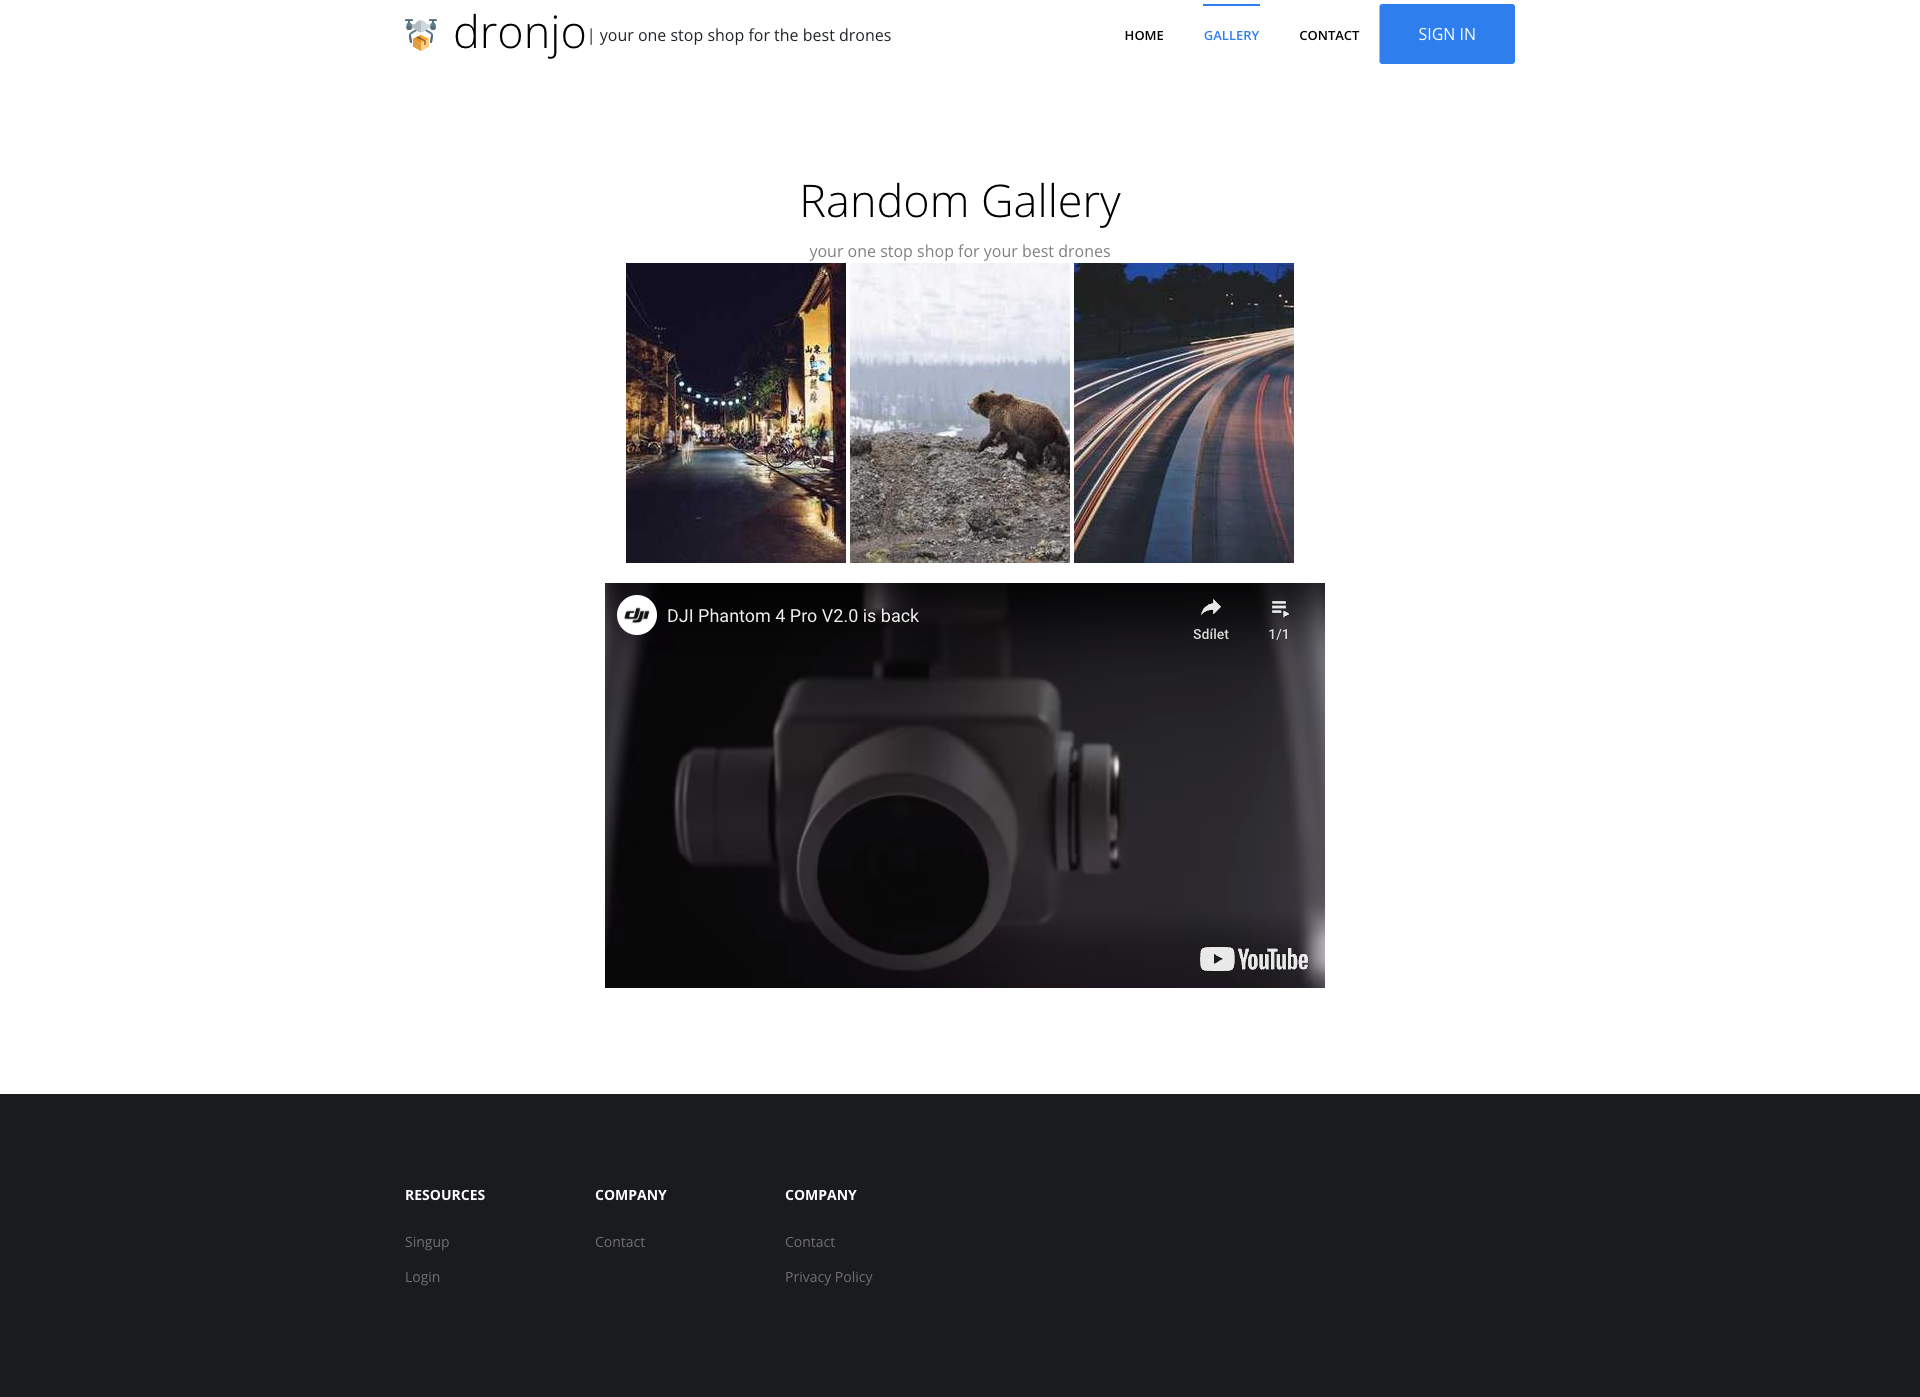 dronjo | your one stop shop for the best drones
HOME
GALLERY
CONTACT
SIGN IN
Random Gallery
your one stop shop for your best drones
DJI Phantom 4 Pro V2.0 is back
Sdílet
1/1
dji
YouTube
RESOURCES
Singup
Login
COMPANY
Contact
COMPANY
Contact
Privacy Policy